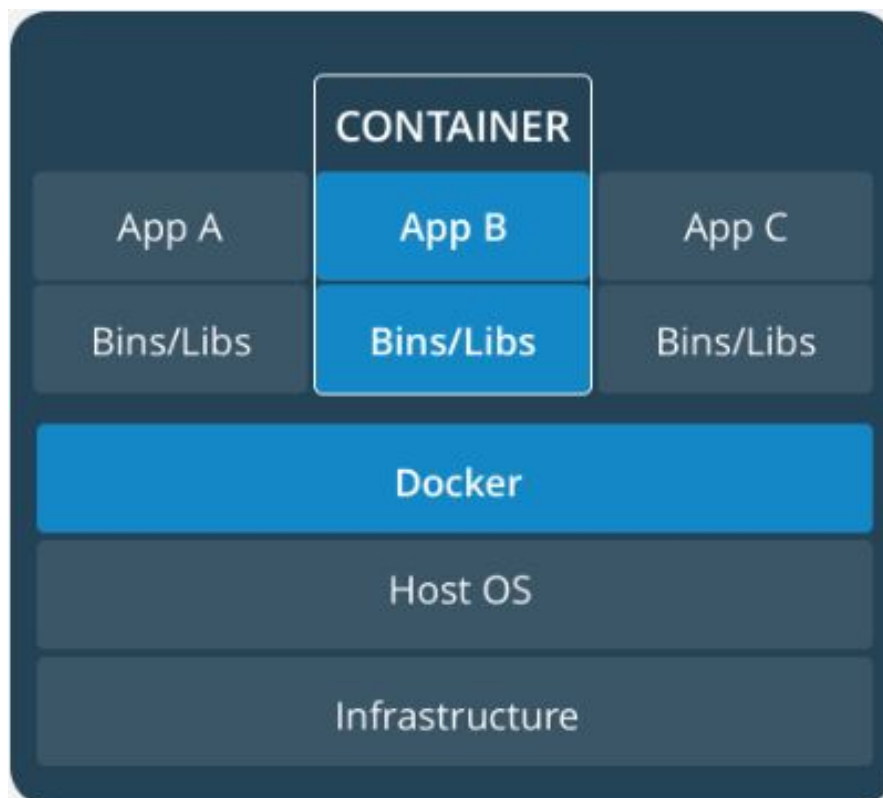 CONTAINER
App A
App B
App C
Bins/Libs
Bins/Libs
Bins/Libs
Docker
Host OS
Infrastructure